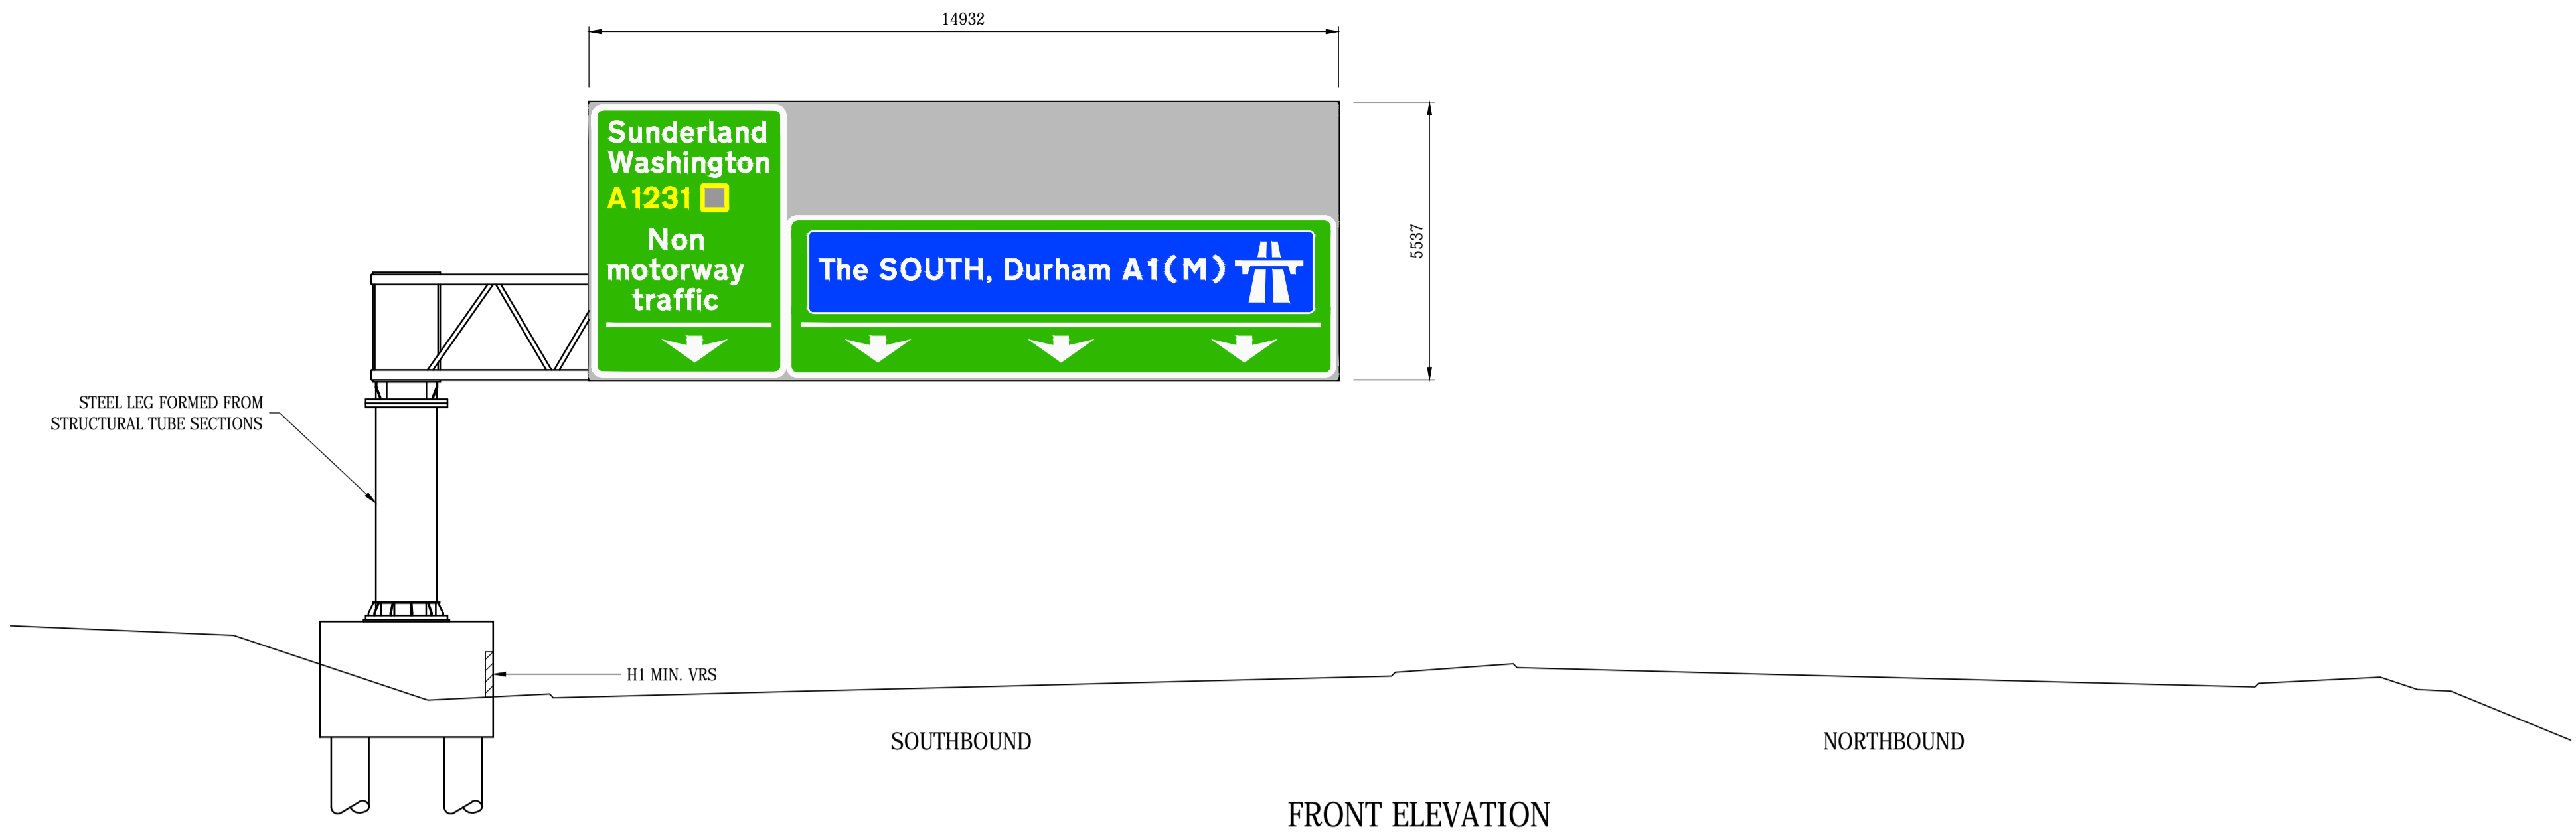 14932
Sunderland
Washington
A1231
Non
motorway
traffic
The SOUTH, Durham A1(M)
5537
STEEL LEG FORMED FROM
STRUCTURAL TUBE SECTIONS
H1 MIN. VRS
SOUTHBOUND
NORTHBOUND
FRONT ELEVATION